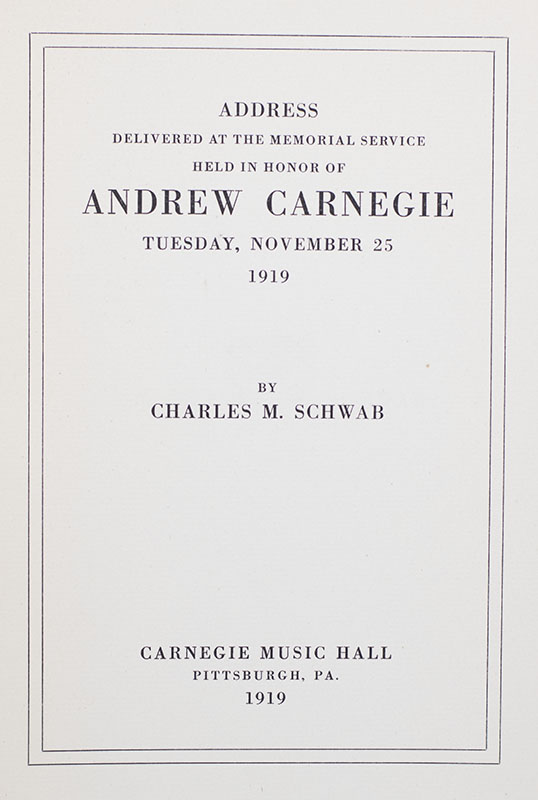 ADDRESS
DELIVERED AT THE MEMORIAL SERVICE
HELD IN HONOR OF
ANDREW CARNEGIE
TUESDAY, NOVEMBER 25
1919
BY
CHARLES M. SCHWAB
CARNEGIE MUSIC HALL
PITTSBURGH, PA.
1919